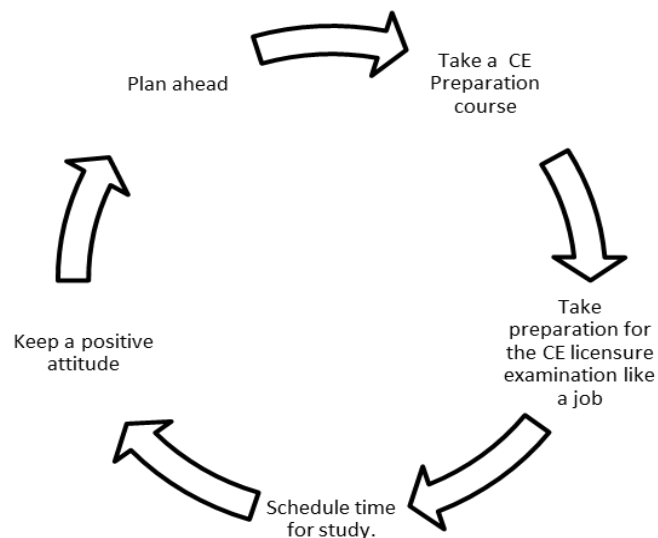 Plan ahead
Take a CE
Preparation
course
Take
preparation for
the CE licensure
examination like
a job
Schedule time
for study.
Keep a positive
attitude